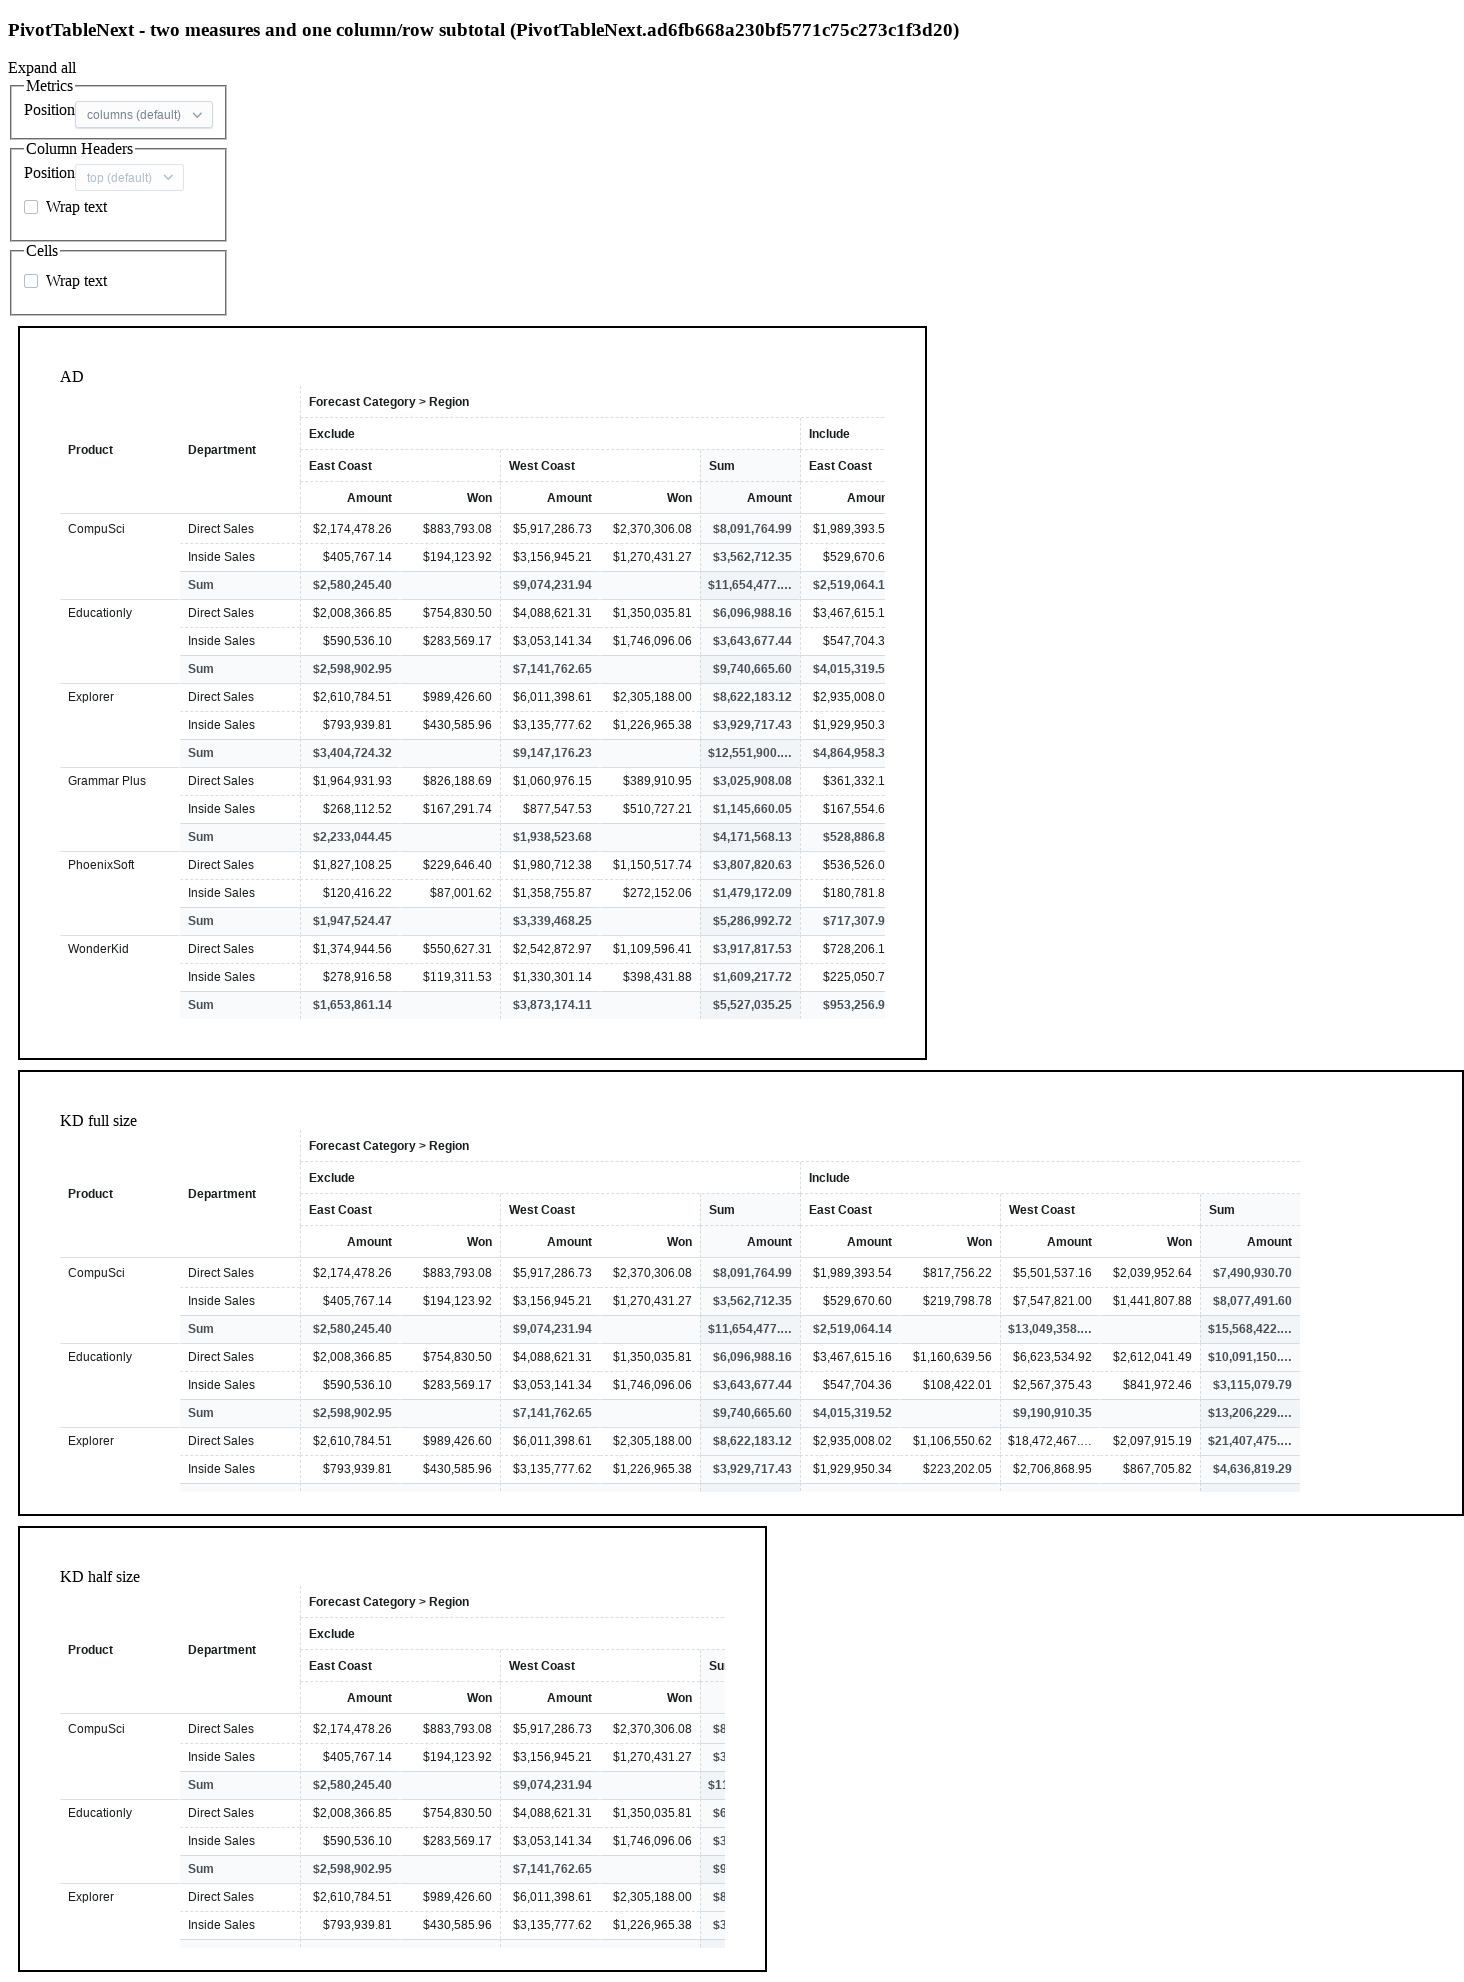 PivotTableNext - two measures and one column/row subtotal (PivotTableNext.ad6fb668a230bf5771c75c273c1f3d20)
Expand all
Metrics
Position columns (default)
Column Headers
Position top (default)
Wrap text
Cells
Wrap text
AD
Forecast Category > Region
Exclude Include
Product Department
East Coast West Coast Sum East Coast
Amount Won Amount Won Amount Amour
CompuSci Direct Sales $2,174,478.26 $883,793.08 $5,917,286.73 $2,370,306.08 $8,091,764.99 $1,989,393.5
Inside Sales $405,767.14 $194,123.92 $3,156,945.21 $1,270,431.27 $3,562,712.35 $529,670.6
Sum $2,580,245.40 $9,074,231.94 $11,654,477.… $2,519,064.1
Educationly Direct Sales $2,008,366.85 $754,830.50 $4,088,621.31 $1,350,035.81 $6,096,988.16 $3,467,615.1
Inside Sales $590,536.10 $283,569.17 $3,053,141.34 $1,746,096.06 $3,643,677.44 $547,704.3
Sum $2,598,902.95 $7,141,762.65 $9,740,665.60 $4,015,319.5
Explorer Direct Sales $2,610,784.51 $989,426.60 $6,011,398.61 $2,305,188.00 $8,622,183.12 $2,935,008.0
Inside Sales $793,939.81 $430,585.96 $3,135,777.62 $1,226,965.38 $3,929,717.43 $1,929,950.3
Sum $3,404,724.32 $9,147,176.23 $12,551,900.… $4,864,958.3
Grammar Plus Direct Sales $1,964,931.93 $826,188.69 $1,060,976.15 $389,910.95 $3,025,908.08 $361,332.1
Inside Sales $268,112.52 $167,291.74 $877,547.53 $510,727.21 $1,145,660.05 $167,554.6
Sum $2,233,044.45 $1,938,523.68 $4,171,568.13 $528,886.8
PhoenixSoft Direct Sales $1,827,108.25 $229,646.40 $1,980,712.38 $1,150,517.74 $3,807,820.63 $536,526.0
Inside Sales $120,416.22 $87,001.62 $1,358,755.87 $272,152.06 $1,479,172.09 $180,781.8
Sum $1,947,524.47 $3,339,468.25 $5,286,992.72 $717,307.9
WonderKid Direct Sales $1,374,944.56 $550,627.31 $2,542,872.97 $1,109,596.41 $3,917,817.53 $728,206.1
Inside Sales $278,916.58 $119,311.53 $1,330,301.14 $398,431.88 $1,609,217.72 $225,050.7
Sum $1,653,861.14 $3,873,174.11 $5,527,035.25 $953,256.9
KD full size
Forecast Category > Region
Exclude Include
Product Department
East Coast West Coast Sum East Coast West Coast Sum
Amount Won Amount Won Amount Amount Won Amount Won Amount
CompuSci Direct Sales $2,174,478.26 $883,793.08 $5,917,286.73 $2,370,306.08 $8,091,764.99 $1,989,393.54 $817,756.22 $5,501,537.16 $2,039,952.64 $7,490,930.70
Inside Sales $405,767.14 $194,123.92 $3,156,945.21 $1,270,431.27 $3,562,712.35 $529,670.60 $219,798.78 $7,547,821.00 $1,441,807.88 $8,077,491.60
Sum $2,580,245.40 $9,074,231.94 $11,654,477.… $2,519,064.14 $13,049,358.… $15,568,422.…
Educationly Direct Sales $2,008,366.85 $754,830.50 $4,088,621.31 $1,350,035.81 $6,096,988.16 $3,467,615.16 $1,160,639.56 $6,623,534.92 $2,612,041.49 $10,091,150.…
Inside Sales $590,536.10 $283,569.17 $3,053,141.34 $1,746,096.06 $3,643,677.44 $547,704.36 $108,422.01 $2,567,375.43 $841,972.46 $3,115,079.79
Sum $2,598,902.95 $7,141,762.65 $9,740,665.60 $4,015,319.52 $9,190,910.35 $13,206,229.…
Explorer Direct Sales $2,610,784.51 $989,426.60 $6,011,398.61 $2,305,188.00 $8,622,183.12 $2,935,008.02 $1,106,550.62 $18,472,467.… $2,097,915.19 $21,407,475.…
Inside Sales $793,939.81 $430,585.96 $3,135,777.62 $1,226,965.38 $3,929,717.43 $1,929,950.34 $223,202.05 $2,706,868.95 $867,705.82 $4,636,819.29
KD half size
Forecast Category > Region
Exclude
Product Department
East Coast West Coast Su
Amount Won Amount Won
CompuSci Direct Sales $2,174,478.26 $883,793.08 $5,917,286.73 $2,370,306.08 $8
Inside Sales $405,767.14 $194,123.92 $3,156,945.21 $1,270,431.27 $3
Sum $2,580,245.40 $9,074,231.94 $11
Educationly Direct Sales $2,008,366.85 $754,830.50 $4,088,621.31 $1,350,035.81 $6
Inside Sales $590,536.10 $283,569.17 $3,053,141.34 $1,746,096.06 $3
Sum $2,598,902.95 $7,141,762.65 $9
Explorer Direct Sales $2,610,784.51 $989,426.60 $6,011,398.61 $2,305,188.00 $8
Inside Sales $793,939.81 $430,585.96 $3,135,777.62 $1,226,965.38 $3